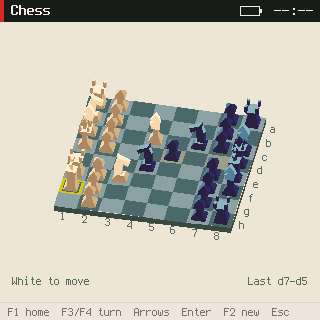 Chess --:--
a
b
c
d
e
f
g
h
1 2 3 4 5 6 7 8
White to move Last d7-d5
F1 home F3/F4 turn Arrows Enter F2 new Esc